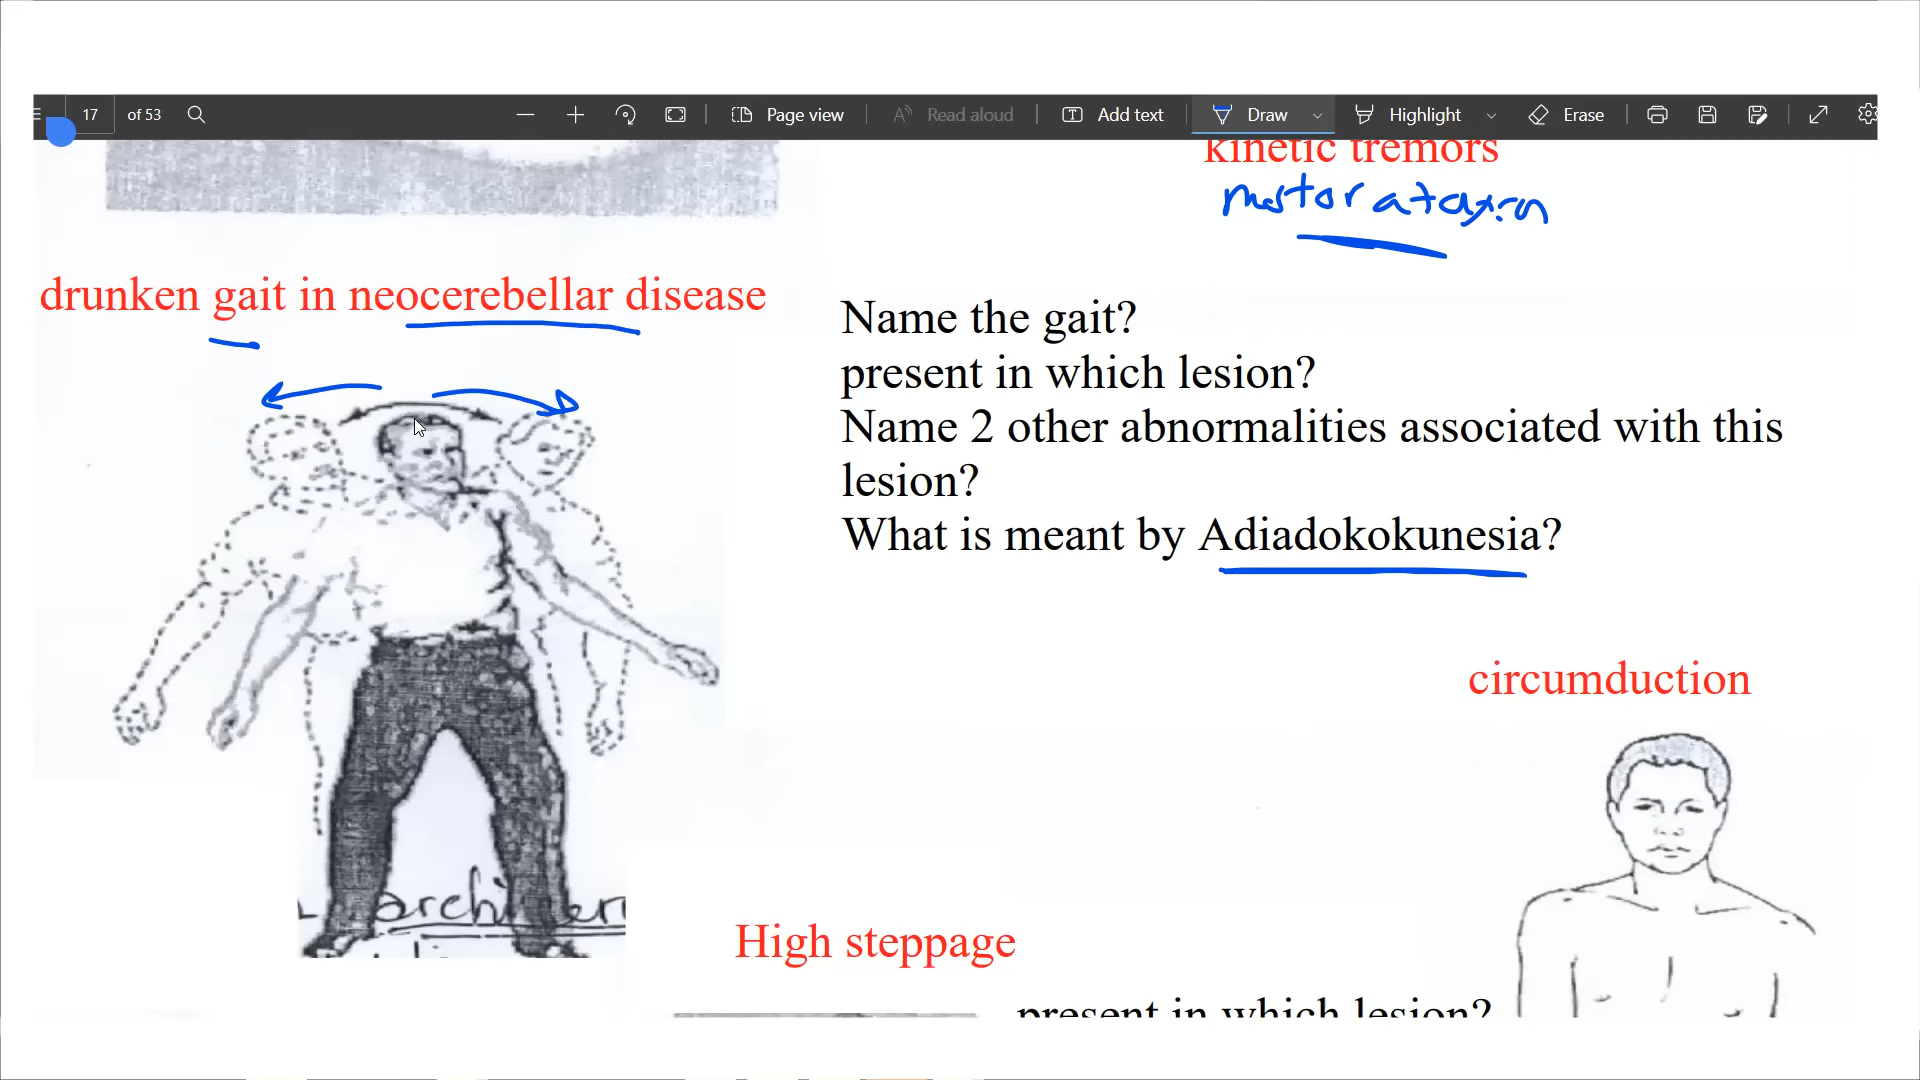 17 of 53 Page view Read aloud Add text Draw Highlight Erase
kinetic tremors
motor ataxia
drunken gait in neocerebellar disease
Name the gait?
present in which lesion?
Name 2 other abnormalities associated with this
lesion?
What is meant by Adiadokokunesia?
circumduction
High steppage
present in which lesion?